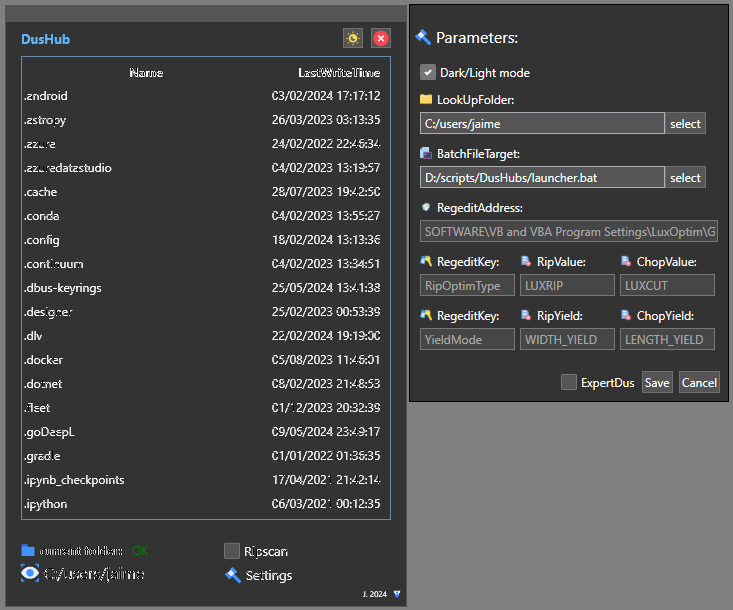 DusHub
Name LastWriteTime
.android 03/02/2024 17:17:12
.astropy 26/03/2023 03:13:35
.azure 24/02/2022 22:46:34
.azuredatastudio 04/02/2023 13:19:57
.cache 28/07/2023 19:42:50
.conda 04/02/2023 13:55:27
.config 18/02/2024 13:13:36
.continuum 04/02/2023 13:34:51
.dbus-keyrings 25/05/2024 13:41:38
.designer 25/02/2023 00:53:39
.dlv 22/02/2024 19:19:00
.docker 05/08/2023 11:46:01
.dotnet 08/02/2023 21:48:53
.fleet 01/12/2023 20:32:39
.goDeepL 09/06/2024 23:49:17
.gradle 01/01/2022 01:36:35
.ipynb_checkpoints 17/04/2021 21:42:14
.ipython 06/03/2021 00:12:35
current folder: OK
C:/users/jaime
Ripscan
Settings
J. 2024
Parameters:
Dark/Light mode
LookUpFolder:
C:/users/jaime select
BatchFileTarget:
D:/scripts/DusHubs/launcher.bat select
RegeditAddress:
SOFTWARE\VB and VBA Program Settings\LuxOptim\G
RegeditKey: RipValue: ChopValue:
RipOptimType LUXRIP LUXCUT
RegeditKey: RipYield: ChopYield:
YieldMode WIDTH_YIELD LENGTH_YIELD
ExpertDus Save Cancel